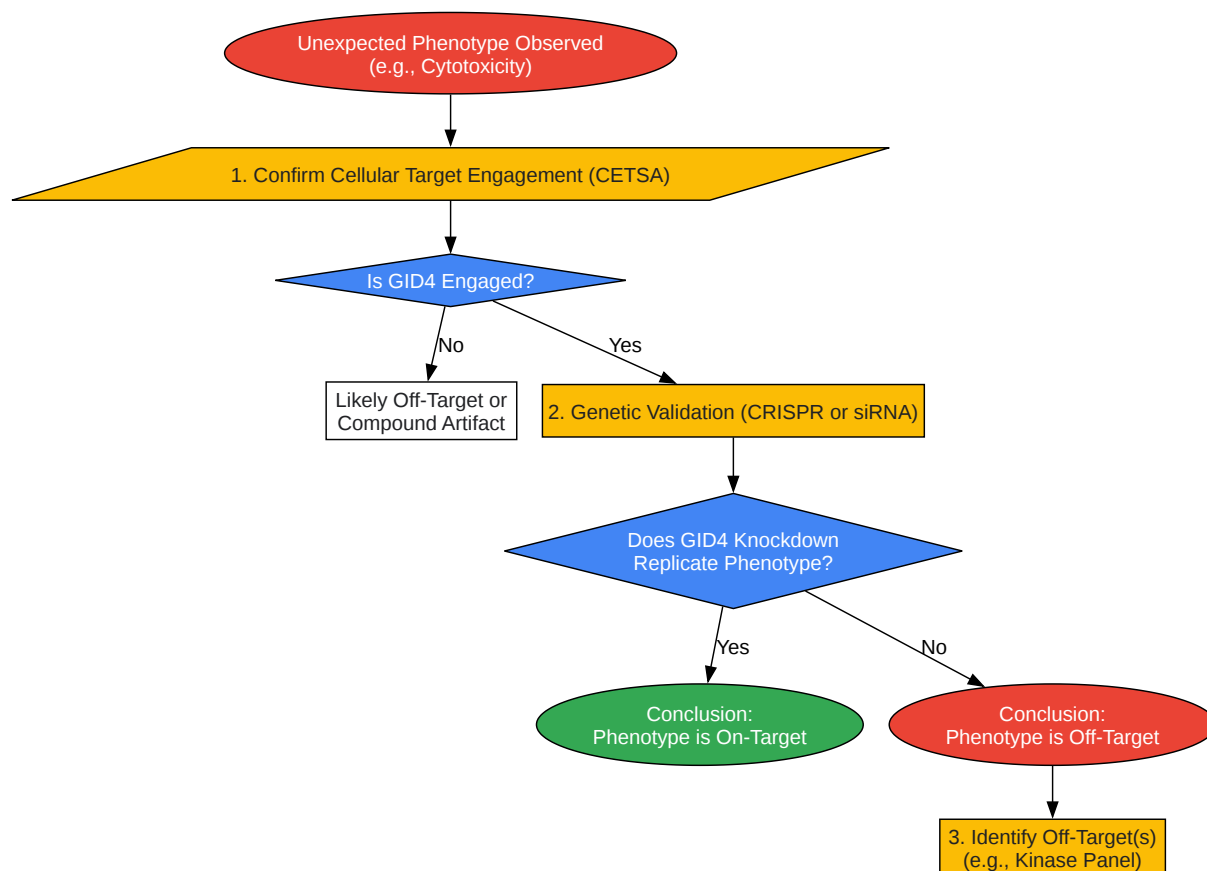 Unexpected Phenotype Observed
(e.g., Cytotoxicity)
1. Confirm Cellular Target Engagement (CETSA)
Is GID4 Engaged?
No
Yes
Likely Off-Target or
Compound Artifact
2. Genetic Validation (CRISPR or siRNA)
Does GID4 Knockdown
Replicate Phenotype?
Yes
No
Conclusion:
Phenotype is On-Target
Conclusion:
Phenotype is Off-Target
3. Identify Off-Target(s)
(e.g., Kinase Panel)